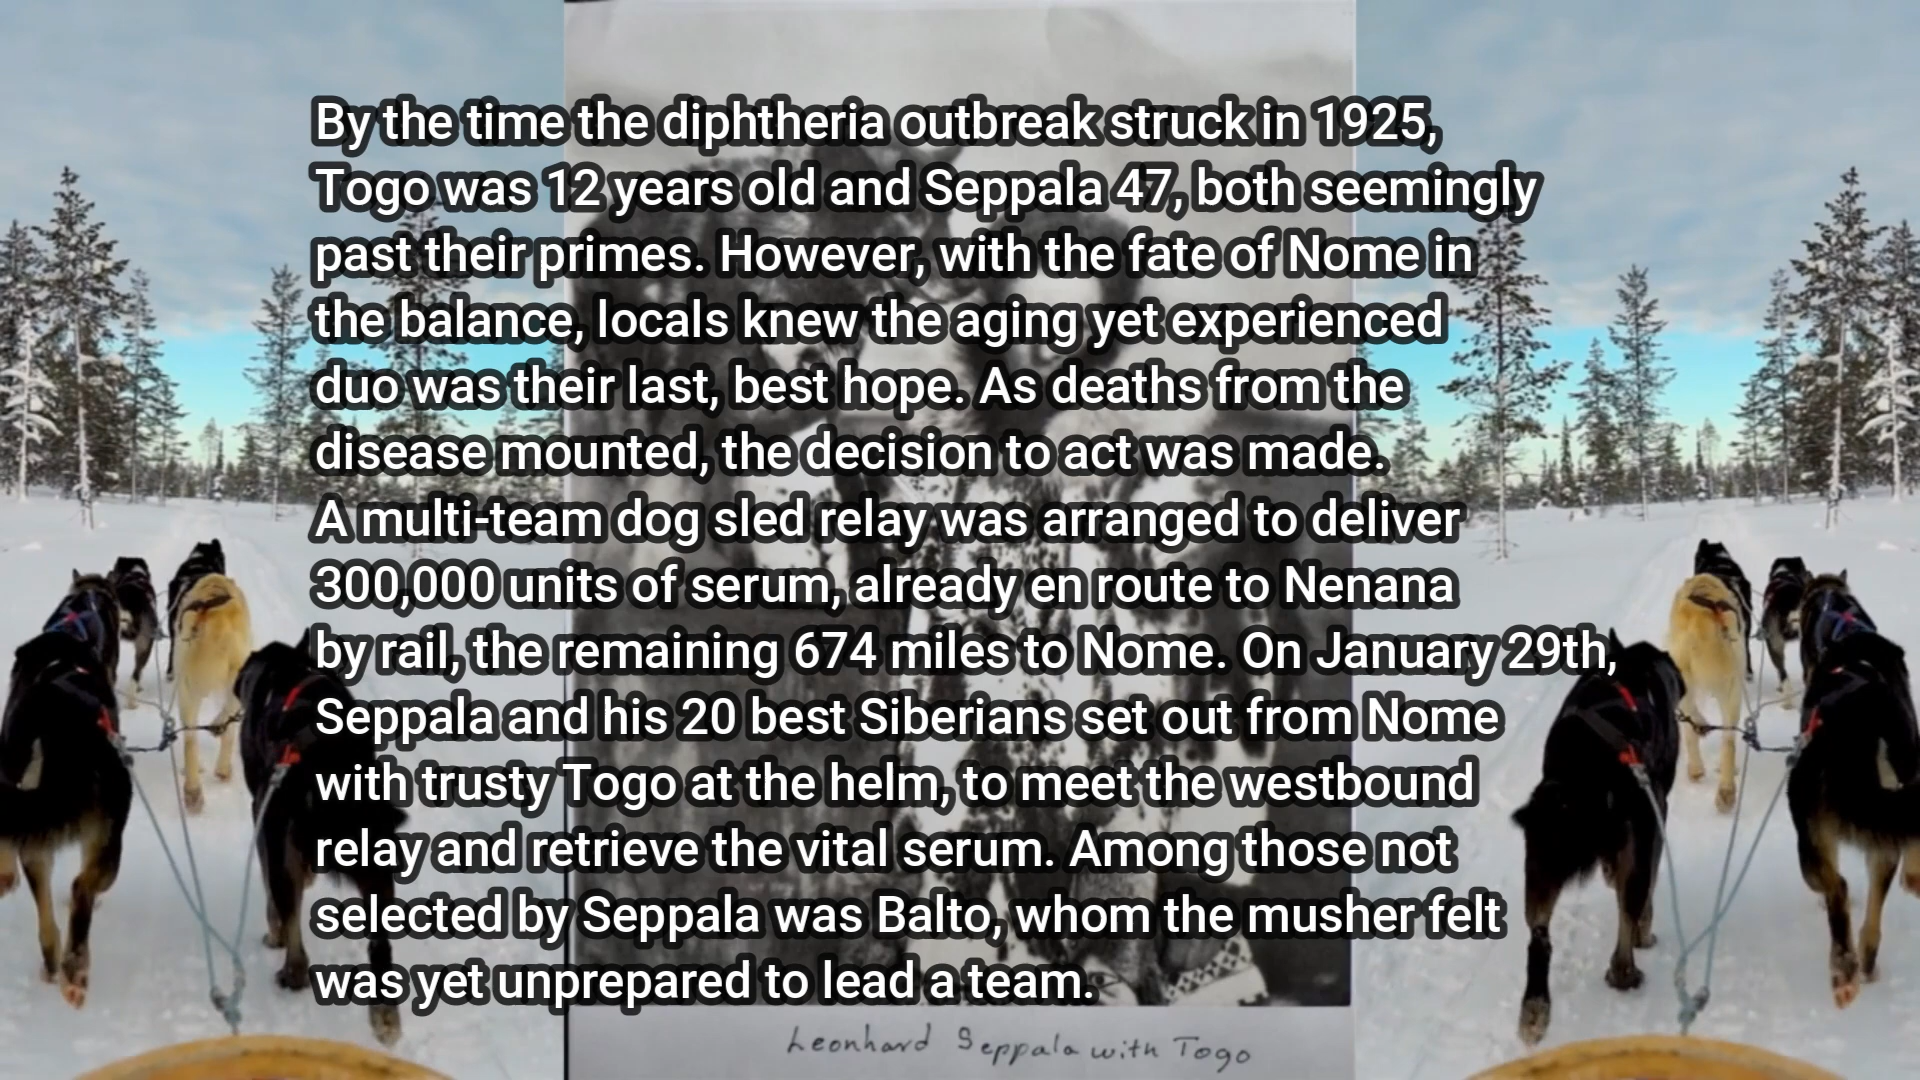 By the time the diphtheria outbreak struck in 1925,
Togo was 12 years old and Seppala 47, both seemingly
past their primes. However, with the fate of Nome in
the balance, locals knew the aging yet experienced
duo was their last, best hope. As deaths from the
disease mounted, the decision to act was made.
A multi-team dog sled relay was arranged to deliver
300,000 units of serum, already en route to Nenana
by rail, the remaining 674 miles to Nome. On January 29th,
Seppala and his 20 best Siberians set out from Nome
with trusty Togo at the helm, to meet the westbound
relay and retrieve the vital serum. Among those not
selected by Seppala was Balto, whom the musher felt
was yet unprepared to lead a team.
Leonhard Seppala with Togo